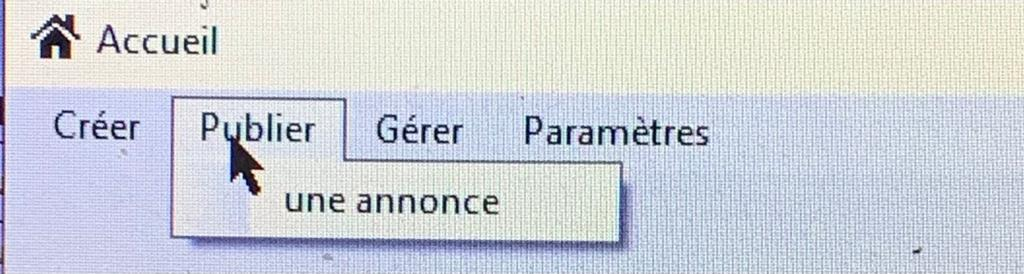 Accueil
Créer Publier Gérer Paramètres
une annonce